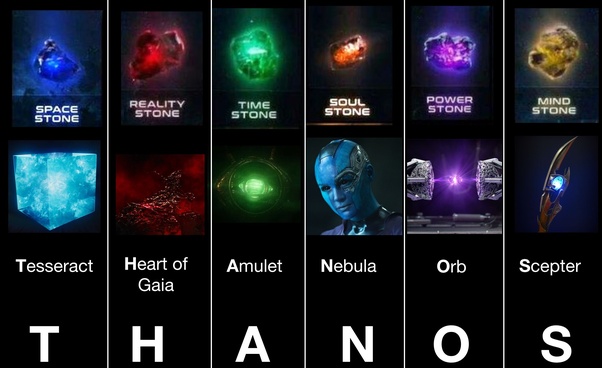 SPACE
STONE
REALITY
STONE
TIME
STONE
SOUL
STONE
POWER
STONE
MIND
STONE
Tesseract
Heart of
Gaia
Amulet
Nebula
Orb
Scepter
T H A N O S